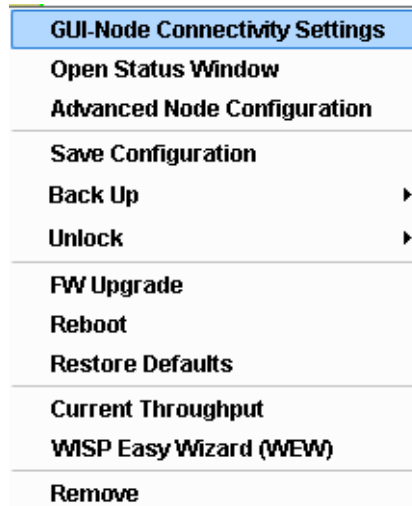 GUI-Node Connectivity Settings
Open Status Window
Advanced Node Configuration
Save Configuration
Back Up
Unlock
FW Upgrade
Reboot
Restore Defaults
Current Throughput
WISP Easy Wizard (WEW)
Remove